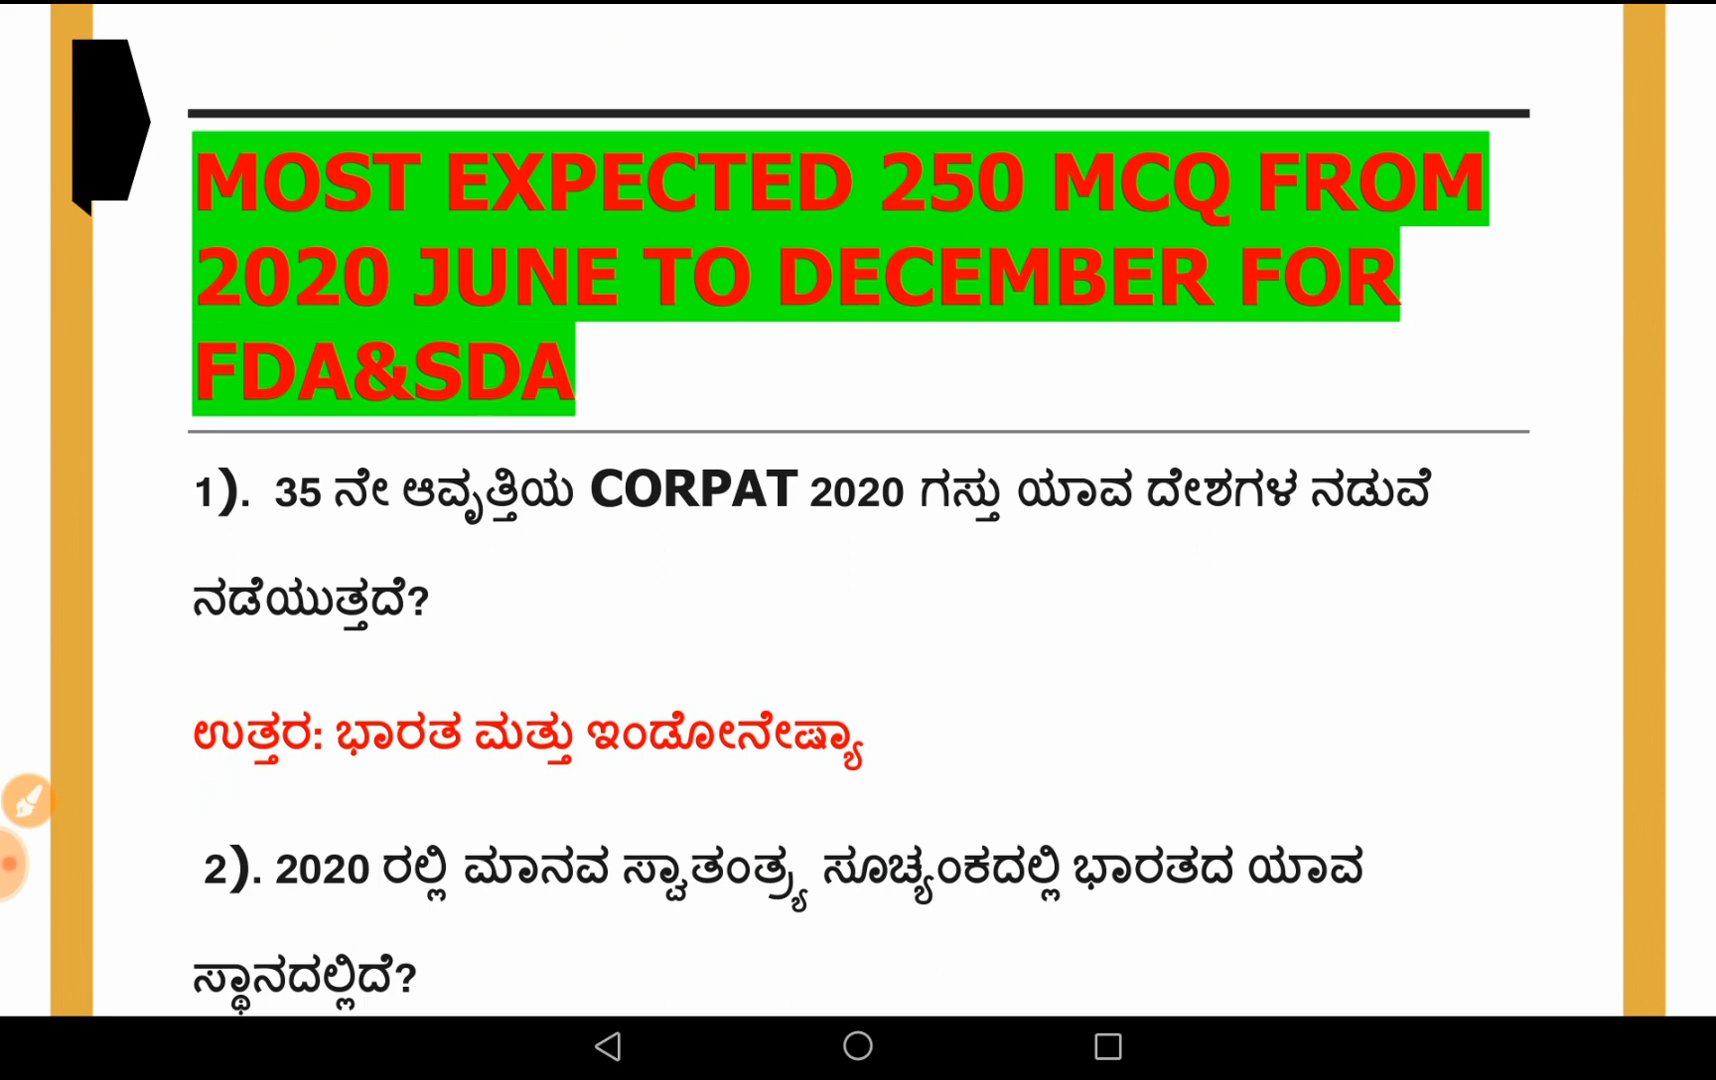 MOST EXPECTED 250 MCQ FROM
2020 JUNE TO DECEMBER FOR
FDA&SDA
1). 35 ನೇ ಆವೃತ್ತಿಯ CORPAT 2020 ಗಸ್ತು ಯಾವ ದೇಶಗಳ ನಡುವೆ
ನಡೆಯುತ್ತದೆ?
ಉತ್ತರ: ಭಾರತ ಮತ್ತು ಇಂಡೋನೇಷ್ಯಾ
2). 2020 ರಲ್ಲಿ ಮಾನವ ಸ್ವಾತಂತ್ರ್ಯ ಸೂಚ್ಯಂಕದಲ್ಲಿ ಭಾರತದ ಯಾವ
ಸ್ಥಾನದಲ್ಲಿದೆ?